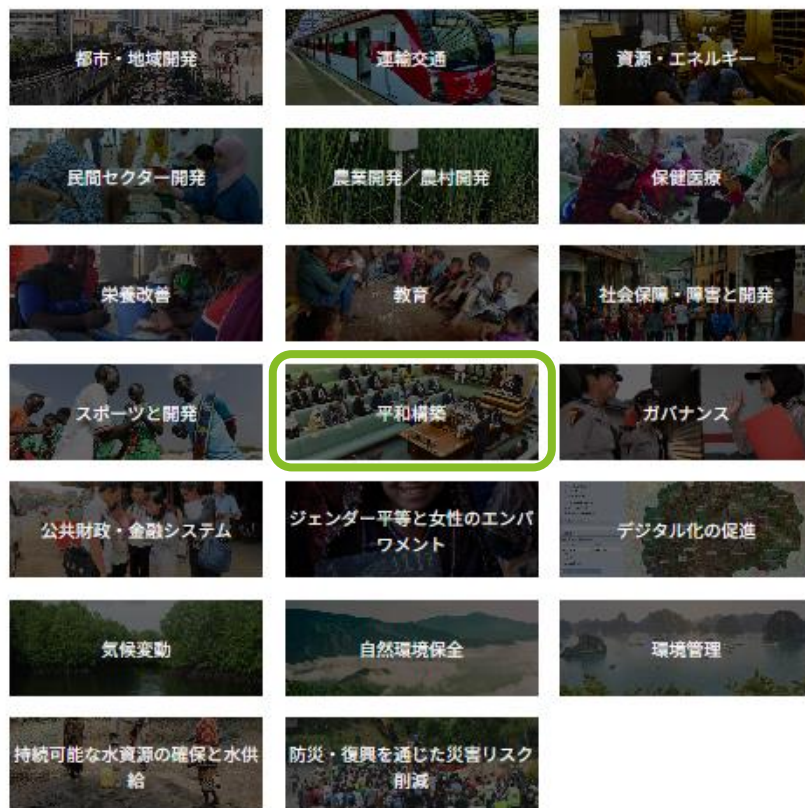 都市・地域開発
運輸交通
資源・エネルギー
民間セクター開発
農業開発／農村開発
保健医療
栄養改善
教育
社会保障・障害と開発
スポーツと開発
平和構築
ガバナンス
公共財政・金融システム
ジェンダー平等と女性のエンパ
ワメント
デジタル化の促進
気候変動
自然環境保全
環境管理
持続可能な水資源の確保と水供
給
防災・復興を通じた災害リスク
削減